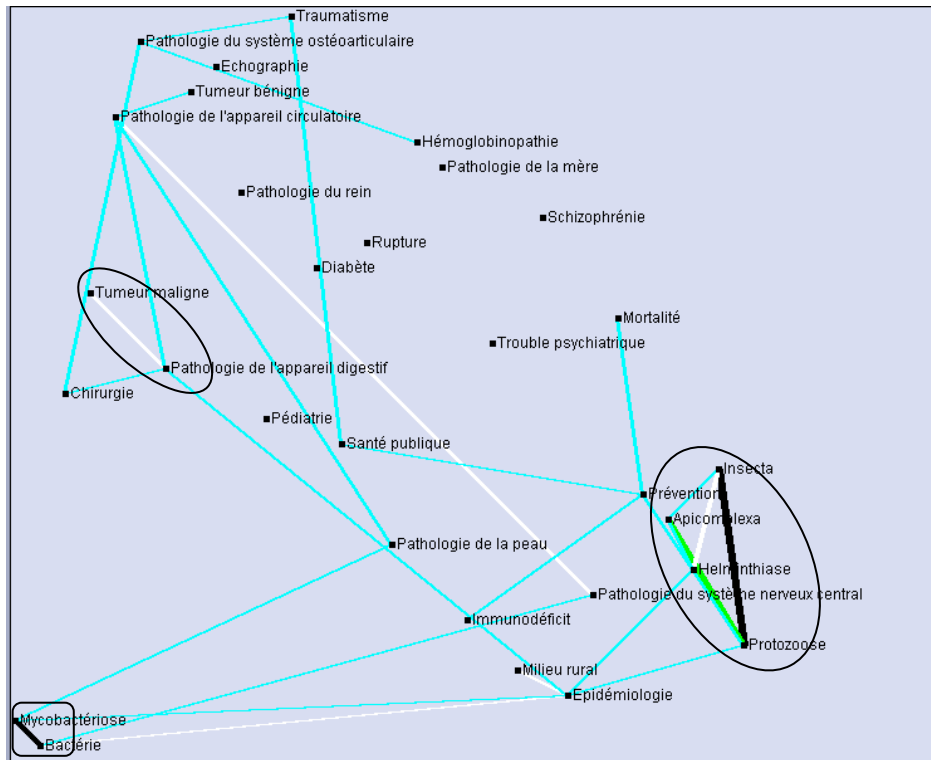 Traumatisme
Pathologie du système ostéoarticulaire
Echographie
Tumeur bénigne
Pathologie de l'appareil circulatoire
Hémoglobinopathie
Pathologie de la mère
Pathologie du rein
Schizophrénie
Rupture
Diabète
Tumeur maligne
Mortalité
Trouble psychiatrique
Pathologie de l'appareil digestif
Chirurgie
Pédiatrie
Santé publique
Insecta
Prévention
Apicomplexa
Pathologie de la peau
Helminthiase
Pathologie du système nerveux central
Immunodéficit
Protozoose
Milieu rural
Epidémiologie
Mycobactériose
Bactérie